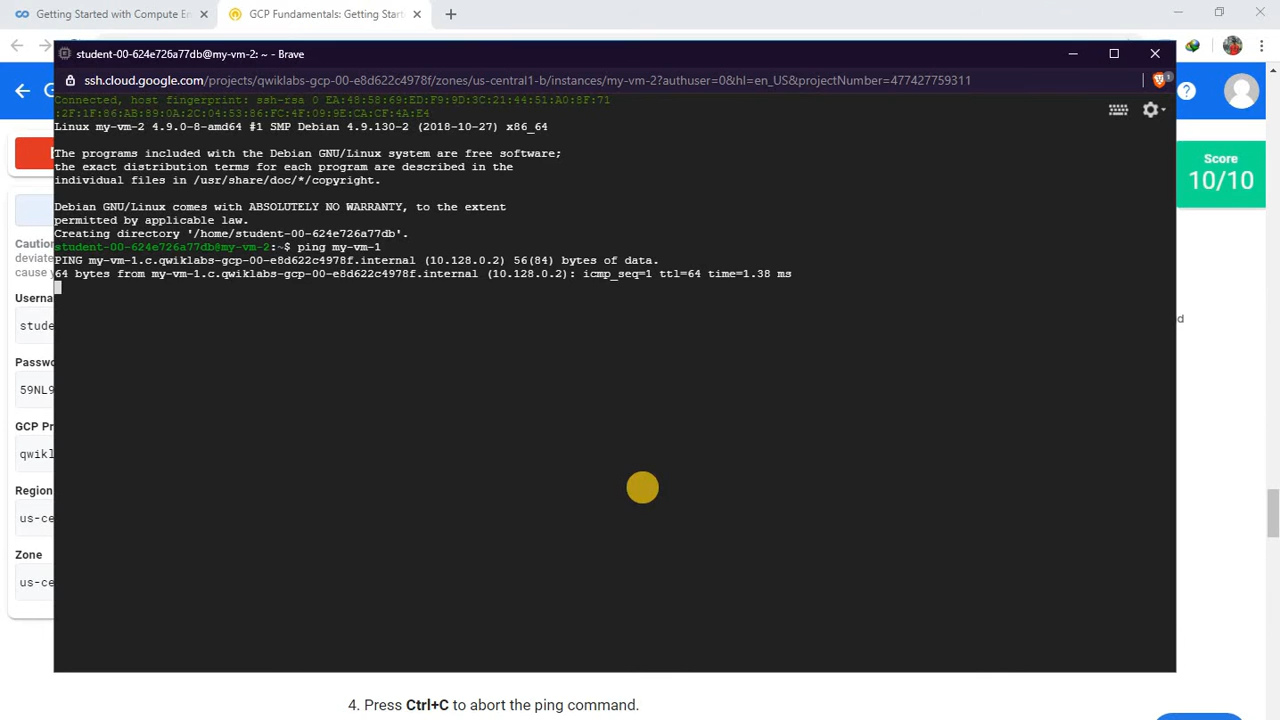 Getting Started with Compute En
GCP Fundamentals: Getting Start
student-00-624e726a77db@my-vm-2: ~ - Brave
ssh.cloud.google.com/projects/qwiklabs-gcp-00-e8d622c4978f/zones/us-central1-b/instances/my-vm-2?authuser=0&hl=en_US&projectNumber=477427759311
Connected, host fingerprint: ssh-rsa 0 EA:48:58:69:ED:F9:9D:3C:21:44:51:A0:8F:71
:2F:1F:86:AB:89:0A:2C:04:53:86:FC:4F:09:9E:CA:CF:4A:E4
Linux my-vm-2 4.9.0-8-amd64 #1 SMP Debian 4.9.130-2 (2018-10-27) x86_64
The programs included with the Debian GNU/Linux system are free software;
the exact distribution terms for each program are described in the
individual files in /usr/share/doc/*/copyright.
Debian GNU/Linux comes with ABSOLUTELY NO WARRANTY, to the extent
permitted by applicable law.
Creating directory '/home/student-00-624e726a77db'.
student-00-624e726a77db@my-vm-2:~$ ping my-vm-1
PING my-vm-1.c.qwiklabs-gcp-00-e8d622c4978f.internal (10.128.0.2) 56(84) bytes of data.
64 bytes from my-vm-1.c.qwiklabs-gcp-00-e8d622c4978f.internal (10.128.0.2): icmp_seq=1 ttl=64 time=1.38 ms
Score
10/10
Cautio
deviate
cause y
Userna
stude
Passwo
59NL9
GCP Pr
qwikl
Region
us-ce
Zone
us-ce
4. Press Ctrl+C to abort the ping command.